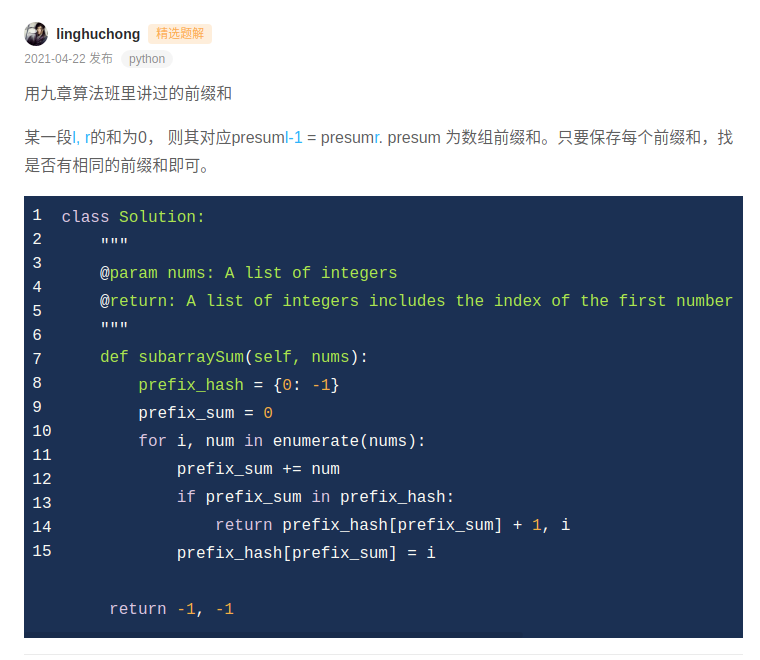 linghuchong 精选题解
2021-04-22 发布 python
用九章算法班里讲过的前缀和
某一段l, r的和为0， 则其对应presuml-1 = presumr. presum 为数组前缀和。只要保存每个前缀和，找
是否有相同的前缀和即可。
1 class Solution:
2     """
3     @param nums: A list of integers
4     @return: A list of integers includes the index of the first number
5     """
6     def subarraySum(self, nums):
7         prefix_hash = {0: -1}
8         prefix_sum = 0
9         for i, num in enumerate(nums):
10             prefix_sum += num
11             if prefix_sum in prefix_hash:
12                 return prefix_hash[prefix_sum] + 1, i
13             prefix_hash[prefix_sum] = i
14
15     return -1, -1